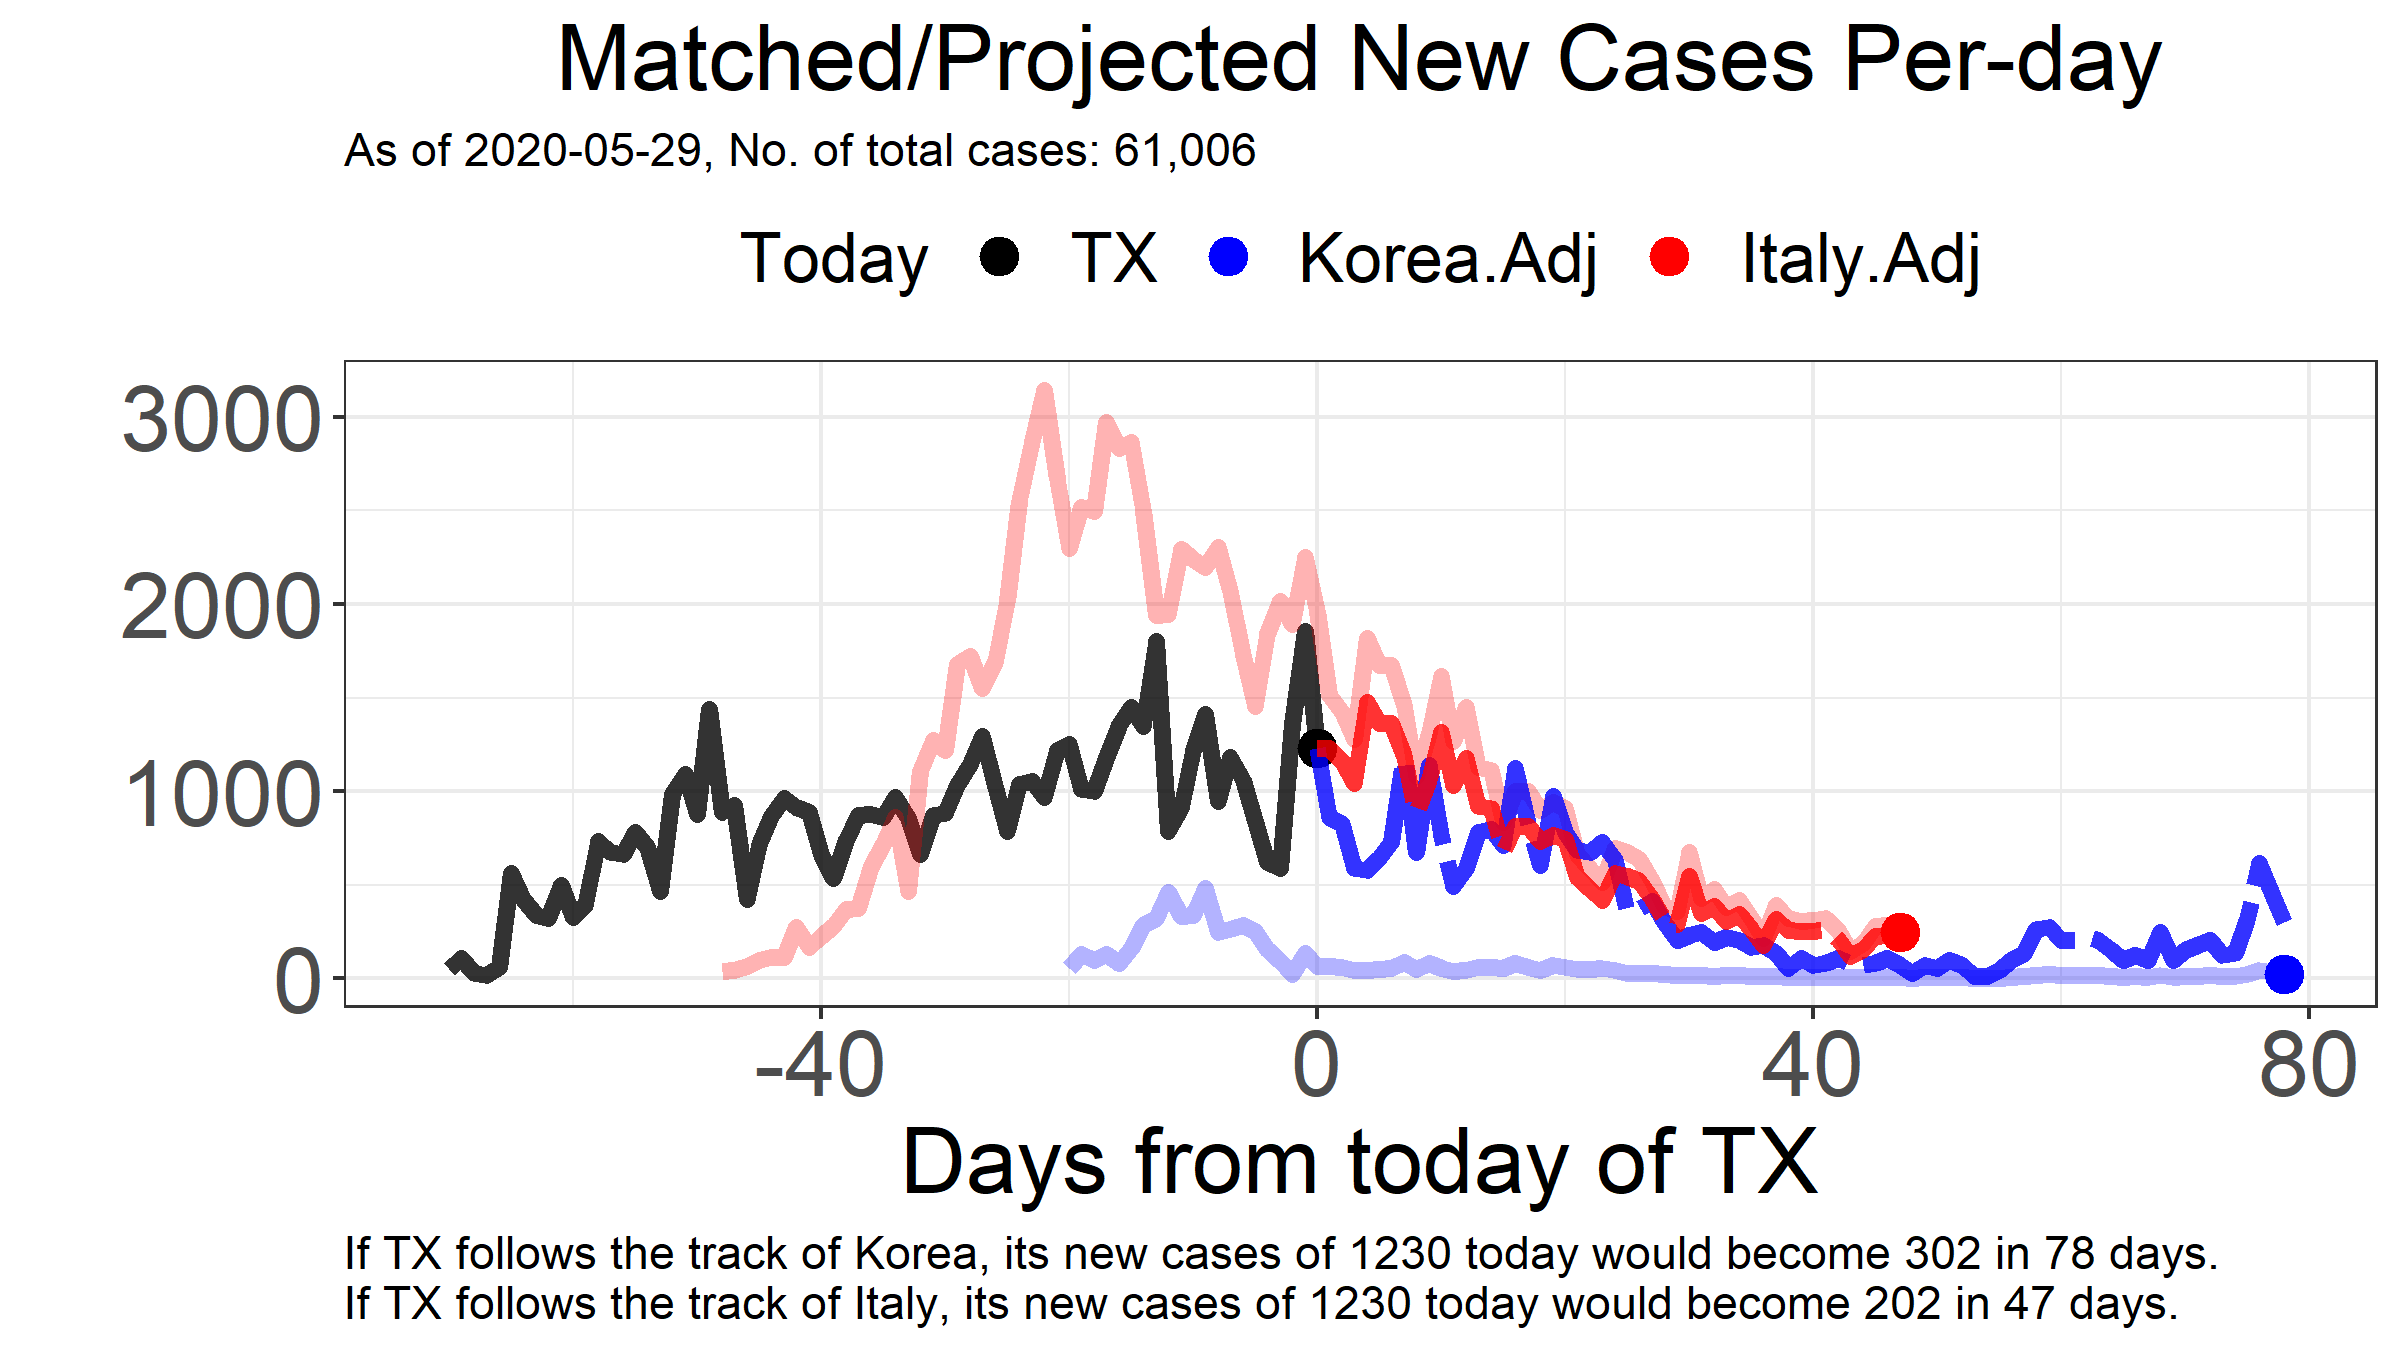 Matched/Projected New Cases Per-day
As of 2020-05-29, No. of total cases: 61,006
Today TX Korea.Adj Italy.Adj
3000
2000
1000
0
-40 0 40 80
Days from today of TX
If TX follows the track of Korea, its new cases of 1230 today would become 302 in 78 days.
If TX follows the track of Italy, its new cases of 1230 today would become 202 in 47 days.